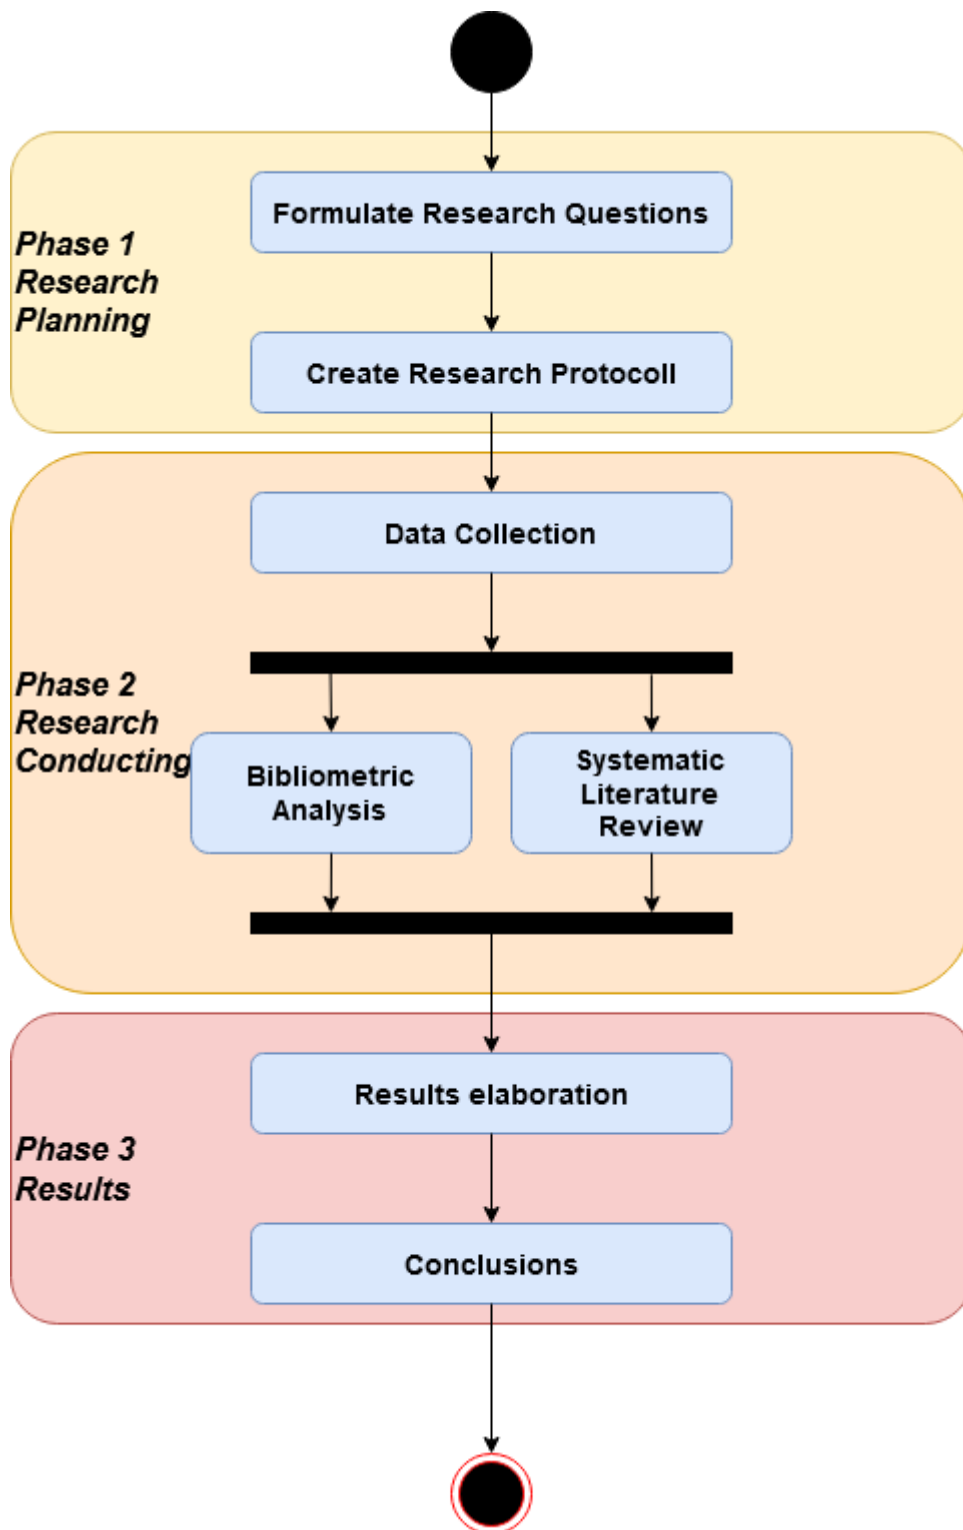 Formulate Research Questions
Phase 1
Research
Planning
Create Research Protocoll
Data Collection
Phase 2
Research
Conducting
Bibliometric
Analysis
Systematic
Literature
Review
Results elaboration
Phase 3
Results
Conclusions